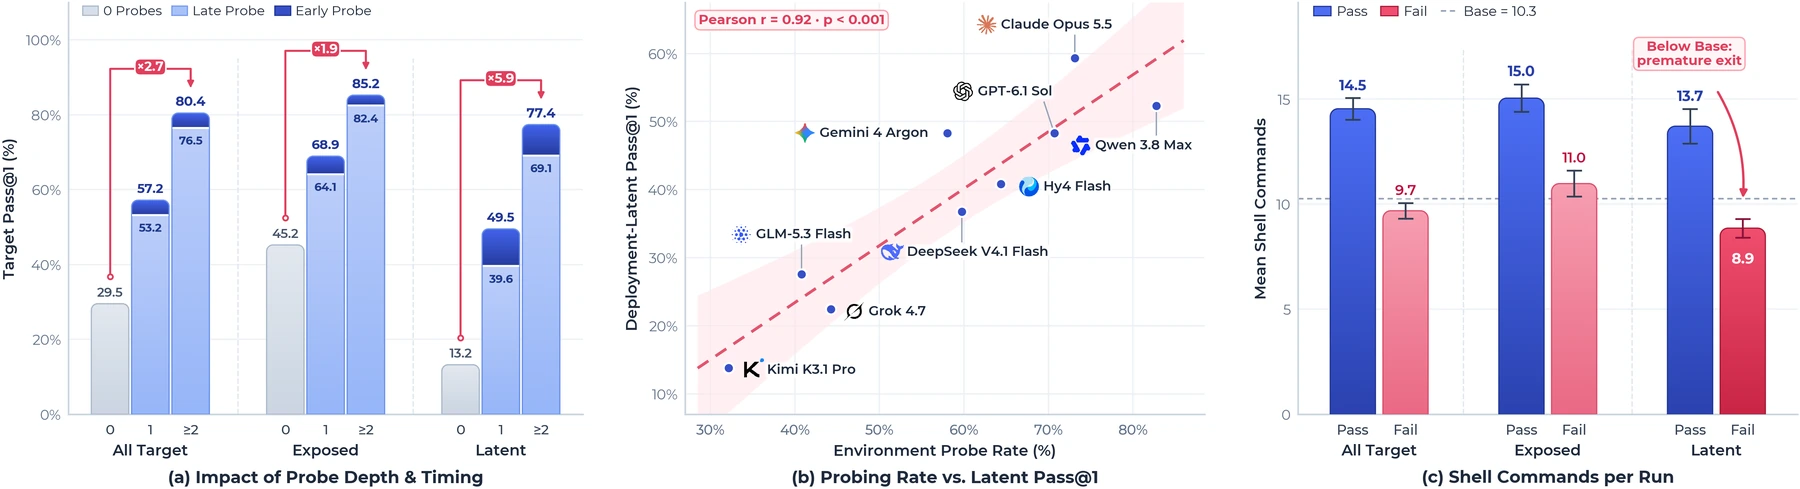 0 Probes
Late Probe
Early Probe
Target Pass@1 (%)
100%
80%
60%
40%
20%
0%
×2.7
×1.9
×5.9
29.5
57.2
53.2
80.4
76.5
45.2
68.9
64.1
85.2
82.4
13.2
49.5
39.6
77.4
69.1
0 1 ≥2
0 1 ≥2
0 1 ≥2
All Target
Exposed
Latent
(a) Impact of Probe Depth & Timing
Pearson r = 0.92 · p < 0.001
Deployment-Latent Pass@1 (%)
60%
50%
40%
30%
20%
10%
Claude Opus 5.5
GPT-6.1 Sol
Gemini 4 Argon
Qwen 3.8 Max
Hy4 Flash
GLM-5.3 Flash
DeepSeek V4.1 Flash
Grok 4.7
Kimi K3.1 Pro
30% 40% 50% 60% 70% 80%
Environment Probe Rate (%)
(b) Probing Rate vs. Latent Pass@1
Pass
Fail
Base = 10.3
Below Base:
premature exit
Mean Shell Commands
15
10
5
0
14.5
9.7
15.0
11.0
13.7
8.9
Pass Fail
Pass Fail
Pass Fail
All Target
Exposed
Latent
(c) Shell Commands per Run